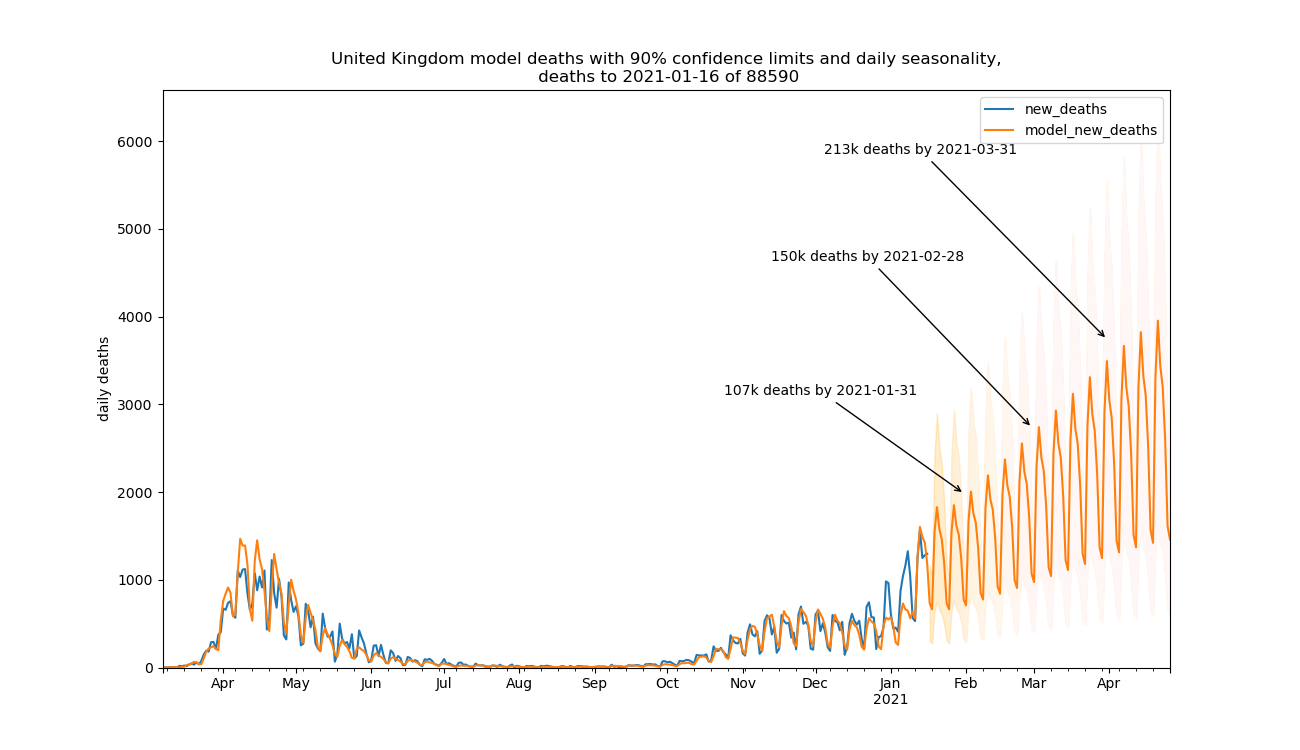 United Kingdom model deaths with 90% confidence limits and daily seasonality,
deaths to 2021-01-16 of 88590
new_deaths
model_new_deaths
213k deaths by 2021-03-31
150k deaths by 2021-02-28
107k deaths by 2021-01-31
daily deaths
6000
5000
4000
3000
2000
1000
0
Apr May Jun Jul Aug Sep Oct Nov Dec Jan Feb Mar Apr
2021